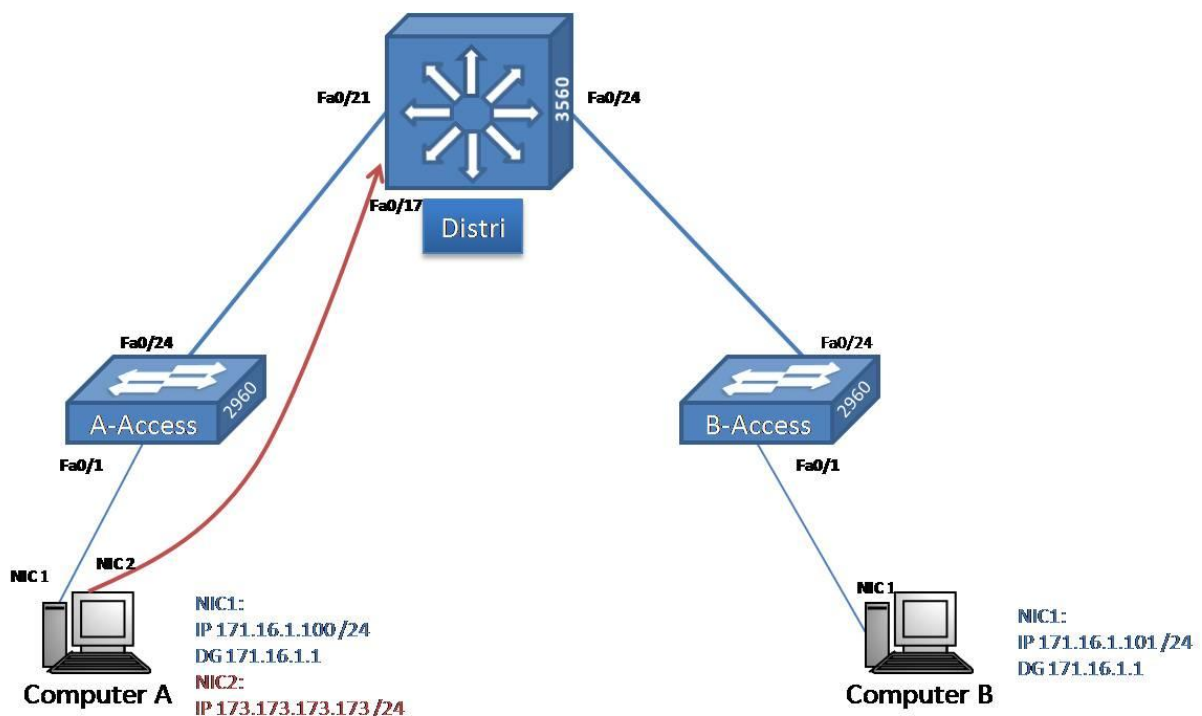 Fa0/21
3560
Fa0/24
Fa0/17
Distri
Fa0/24
2960
A-Access
Fa0/1
Fa0/24
2960
B-Access
Fa0/1
NIC 1
NIC 2
Computer A
NIC1:
IP 171.16.1.100 /24
DG 171.16.1.1
NIC2:
IP 173.173.173.173 /24
NIC 1
Computer B
NIC1:
IP 171.16.1.101 /24
DG 171.16.1.1